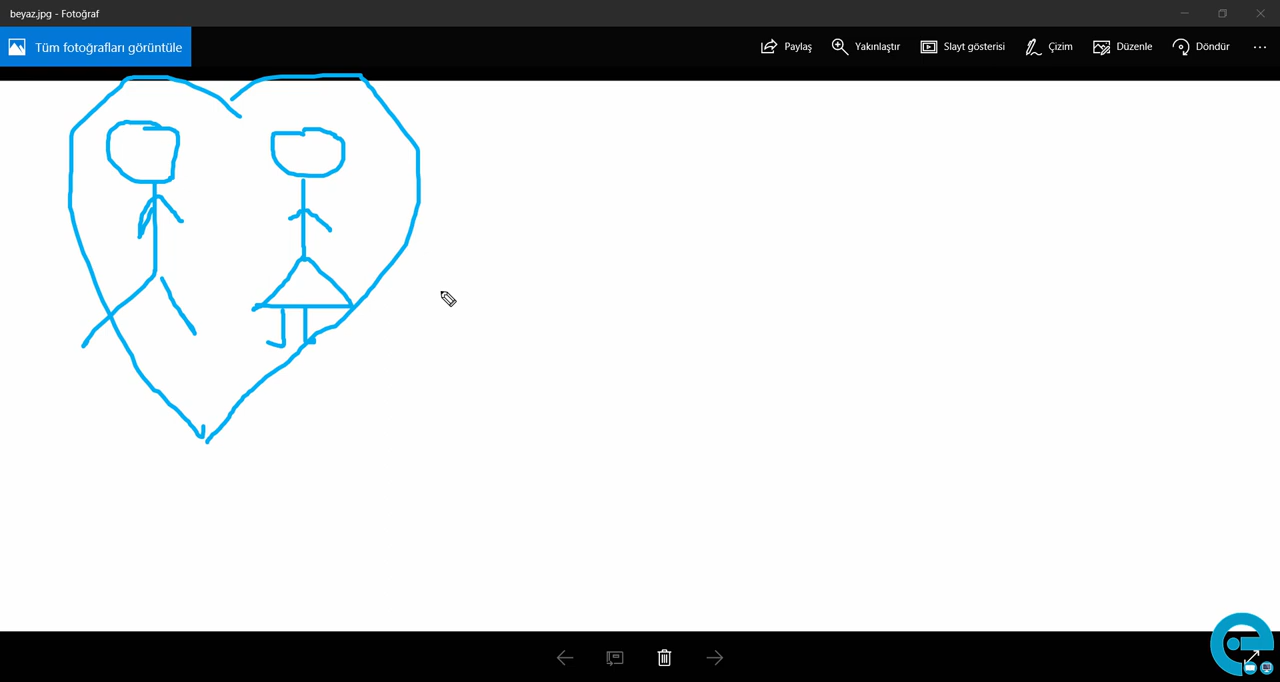 beyaz.jpg - Fotoğraf
Tüm fotoğrafları görüntüle
Paylaş
Yakınlaştır
Slayt gösterisi
Çizim
Düzenle
Döndür